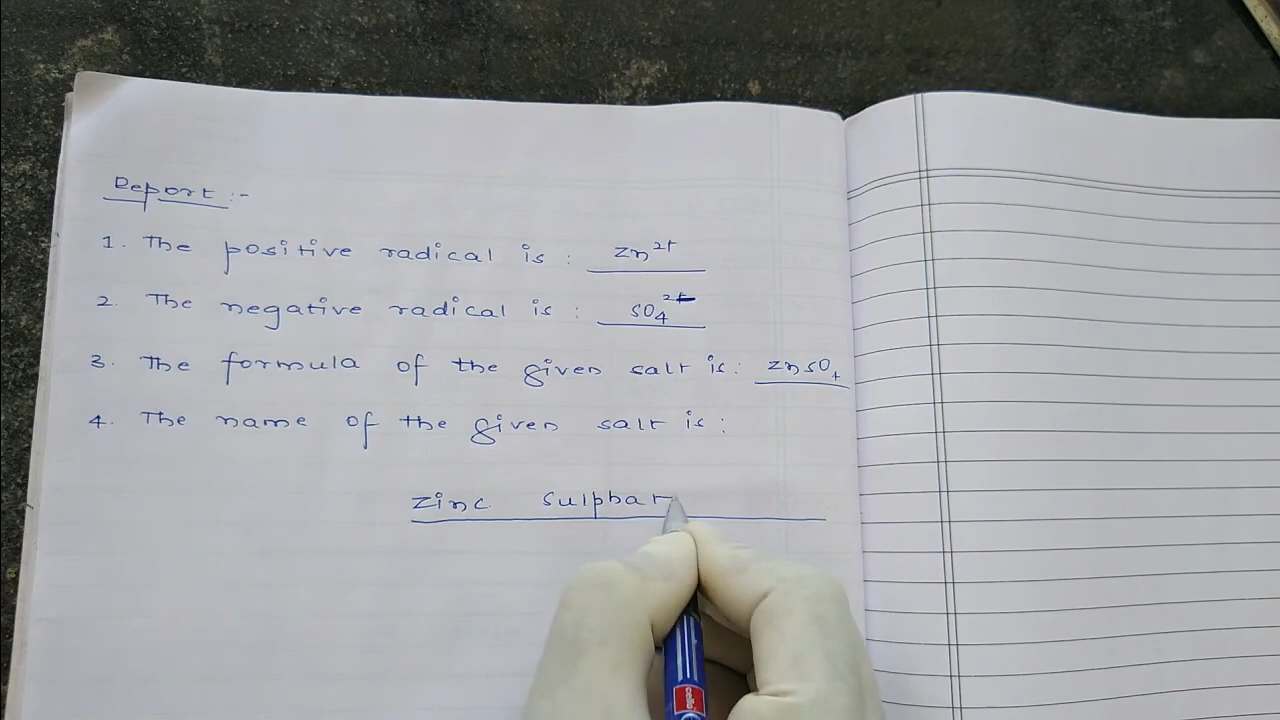 Report :-
1. The positive radical is : Zn²⁺
2. The negative radical is : SO₄²⁻
3. The formula of the given salt is : ZnSO₄
4. The name of the given salt is :
Zinc Sulphat
cello